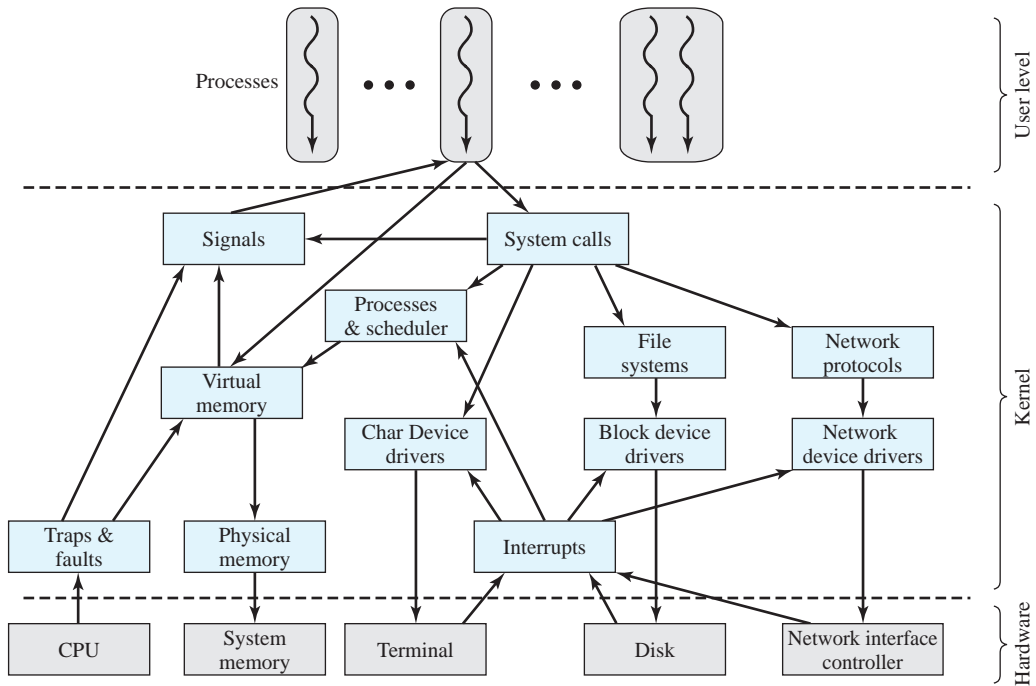 Processes
User level
Signals
System calls
Processes
& scheduler
File
systems
Network
protocols
Virtual
memory
Kernel
Char Device
drivers
Block device
drivers
Network
device drivers
Traps &
faults
Physical
memory
Interrupts
CPU
System
memory
Terminal
Disk
Network interface
controller
Hardware